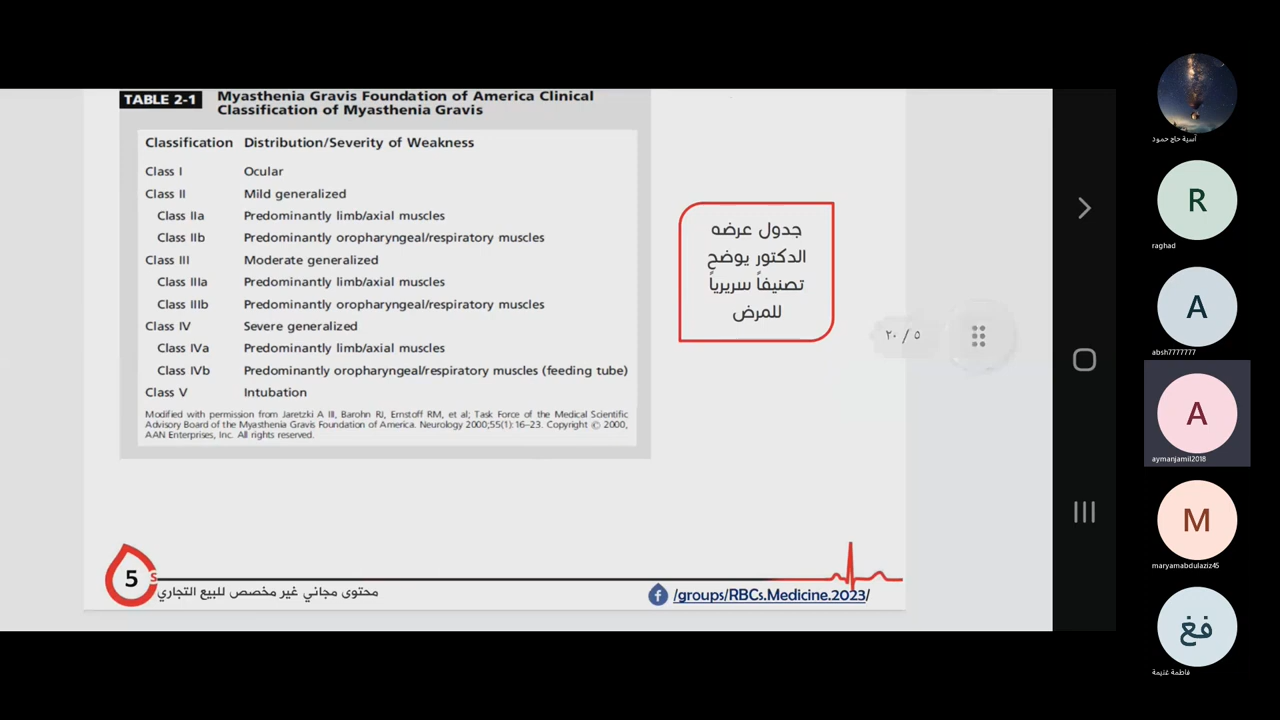 TABLE 2-1 Myasthenia Gravis Foundation of America Clinical
Classification of Myasthenia Gravis
Classification Distribution/Severity of Weakness
Class I Ocular
Class II Mild generalized
Class IIa Predominantly limb/axial muscles
Class IIb Predominantly oropharyngeal/respiratory muscles
Class III Moderate generalized
Class IIIa Predominantly limb/axial muscles
Class IIIb Predominantly oropharyngeal/respiratory muscles
Class IV Severe generalized
Class IVa Predominantly limb/axial muscles
Class IVb Predominantly oropharyngeal/respiratory muscles (feeding tube)
Class V Intubation
Modified with permission from Jaretzki A III, Barohn RJ, Ernstoff RM, et al; Task Force of the Medical Scientific
Advisory Board of the Myasthenia Gravis Foundation of America. Neurology 2000;55(1):16–23. Copyright © 2000,
AAN Enterprises, Inc. All rights reserved.
جدول عرضه
الدكتور يوضح
تصنيفاً سريرياً
للمرض
٥ / ٢٠
5
S
محتوى مجاني غير مخصص للبيع التجاري
f /groups/RBCs.Medicine.2023/
آسية حاج حمود
R
raghad
A
absh7777777
A
aymanjamil2018
M
maryamabdulaziz45
فغ
فاطمة غنيمة